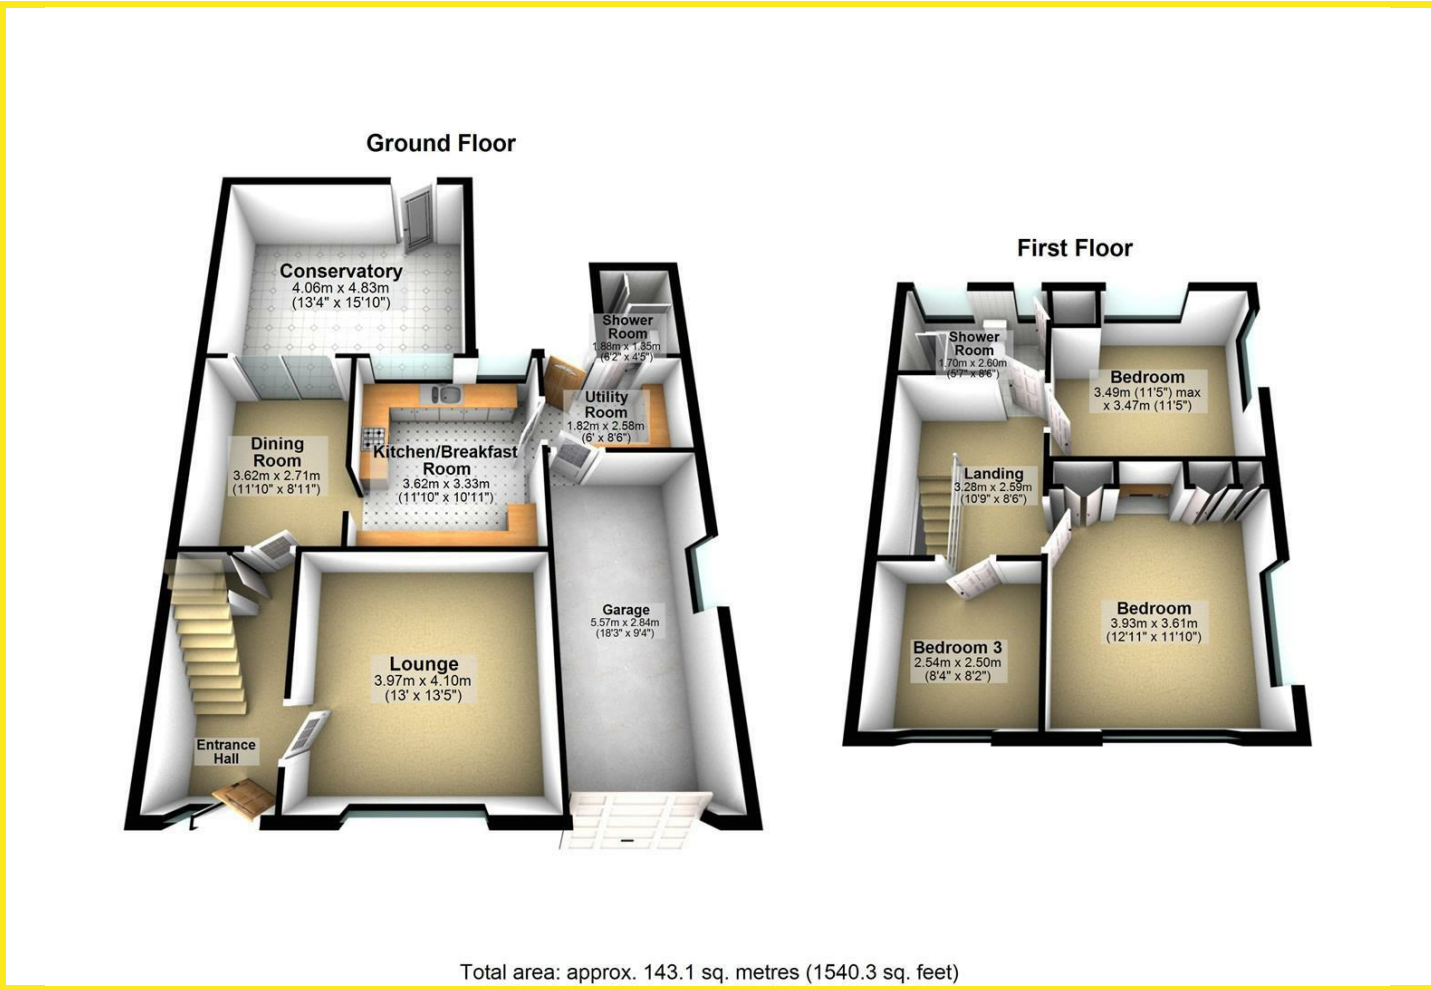 Ground Floor
Conservatory
4.06m x 4.83m
(13'4" x 15'10")
Shower
Room
1.88m x 1.35m
(6'2" x 4'5")
Utility
Room
1.82m x 2.58m
(6' x 8'6")
Dining
Room
3.62m x 2.71m
(11'10" x 8'11")
Kitchen/Breakfast
Room
3.62m x 3.33m
(11'10" x 10'11")
Garage
5.57m x 2.84m
(18'3" x 9'4")
Lounge
3.97m x 4.10m
(13' x 13'5")
Entrance
Hall
First Floor
Shower
Room
1.70m x 2.60m
(5'7" x 8'6")
Bedroom
3.49m (11'5") max
x 3.47m (11'5")
Landing
3.28m x 2.59m
(10'9" x 8'6")
Bedroom
3.93m x 3.61m
(12'11" x 11'10")
Bedroom 3
2.54m x 2.50m
(8'4" x 8'2")
Total area: approx. 143.1 sq. metres (1540.3 sq. feet)